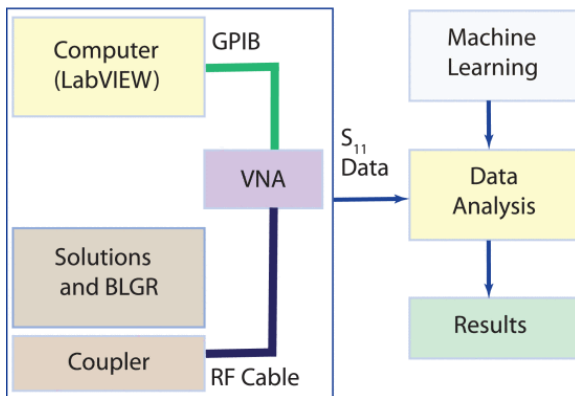 Computer
(LabVIEW)
GPIB
VNA
Solutions
and BLGR
Coupler
RF Cable
S₁₁
Data
Machine
Learning
Data
Analysis
Results